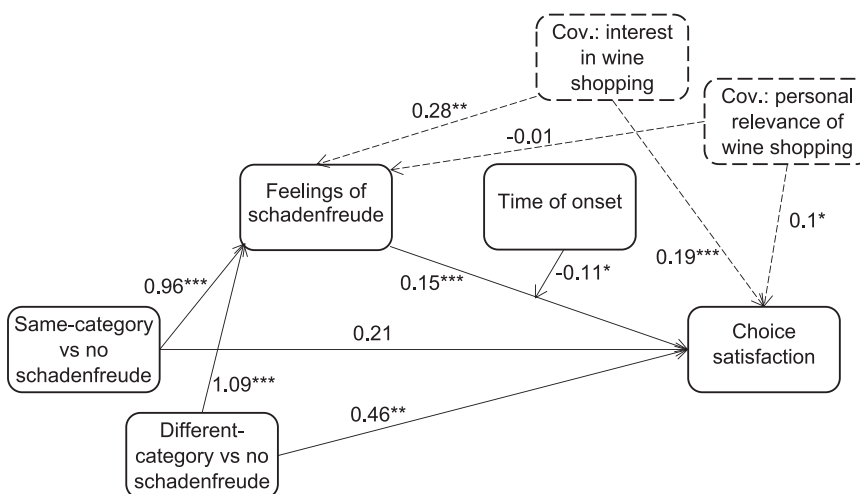 Cov.: interest
in wine
shopping
Cov.: personal
relevance of
wine shopping
0.28**
-0.01
Feelings of
schadenfreude
Time of onset
0.1*
0.96***
0.15***
-0.11*
0.19***
Same-category
vs no
schadenfreude
0.21
Choice
satisfaction
1.09***
0.46**
Different-
category vs no
schadenfreude